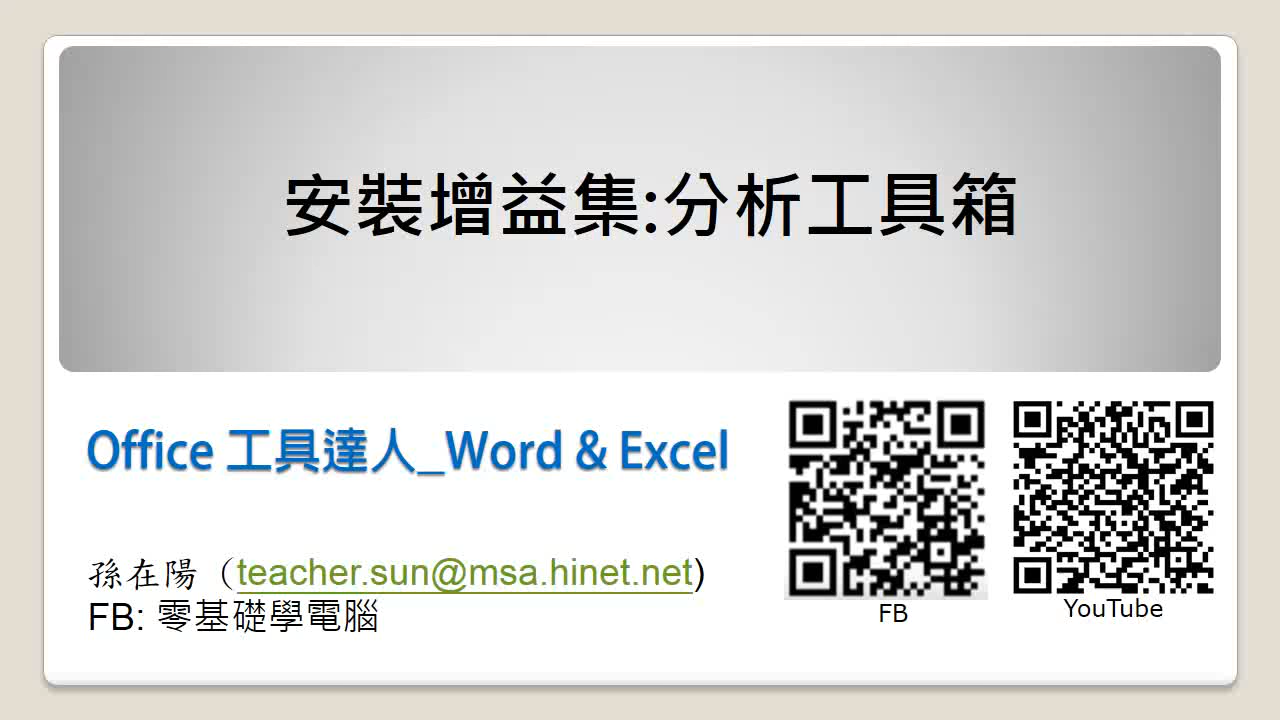 安裝增益集:分析工具箱
Office 工具達人_Word & Excel
孫在陽（teacher.sun@msa.hinet.net)
FB: 零基礎學電腦
FB
YouTube